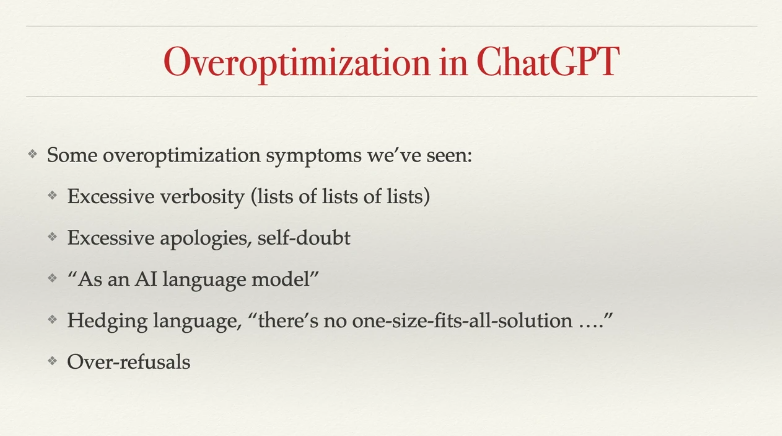 Overoptimization in ChatGPT
❖ Some overoptimization symptoms we’ve seen:
❖ Excessive verbosity (lists of lists of lists)
❖ Excessive apologies, self-doubt
❖ “As an AI language model”
❖ Hedging language, “there’s no one-size-fits-all-solution ….”
❖ Over-refusals